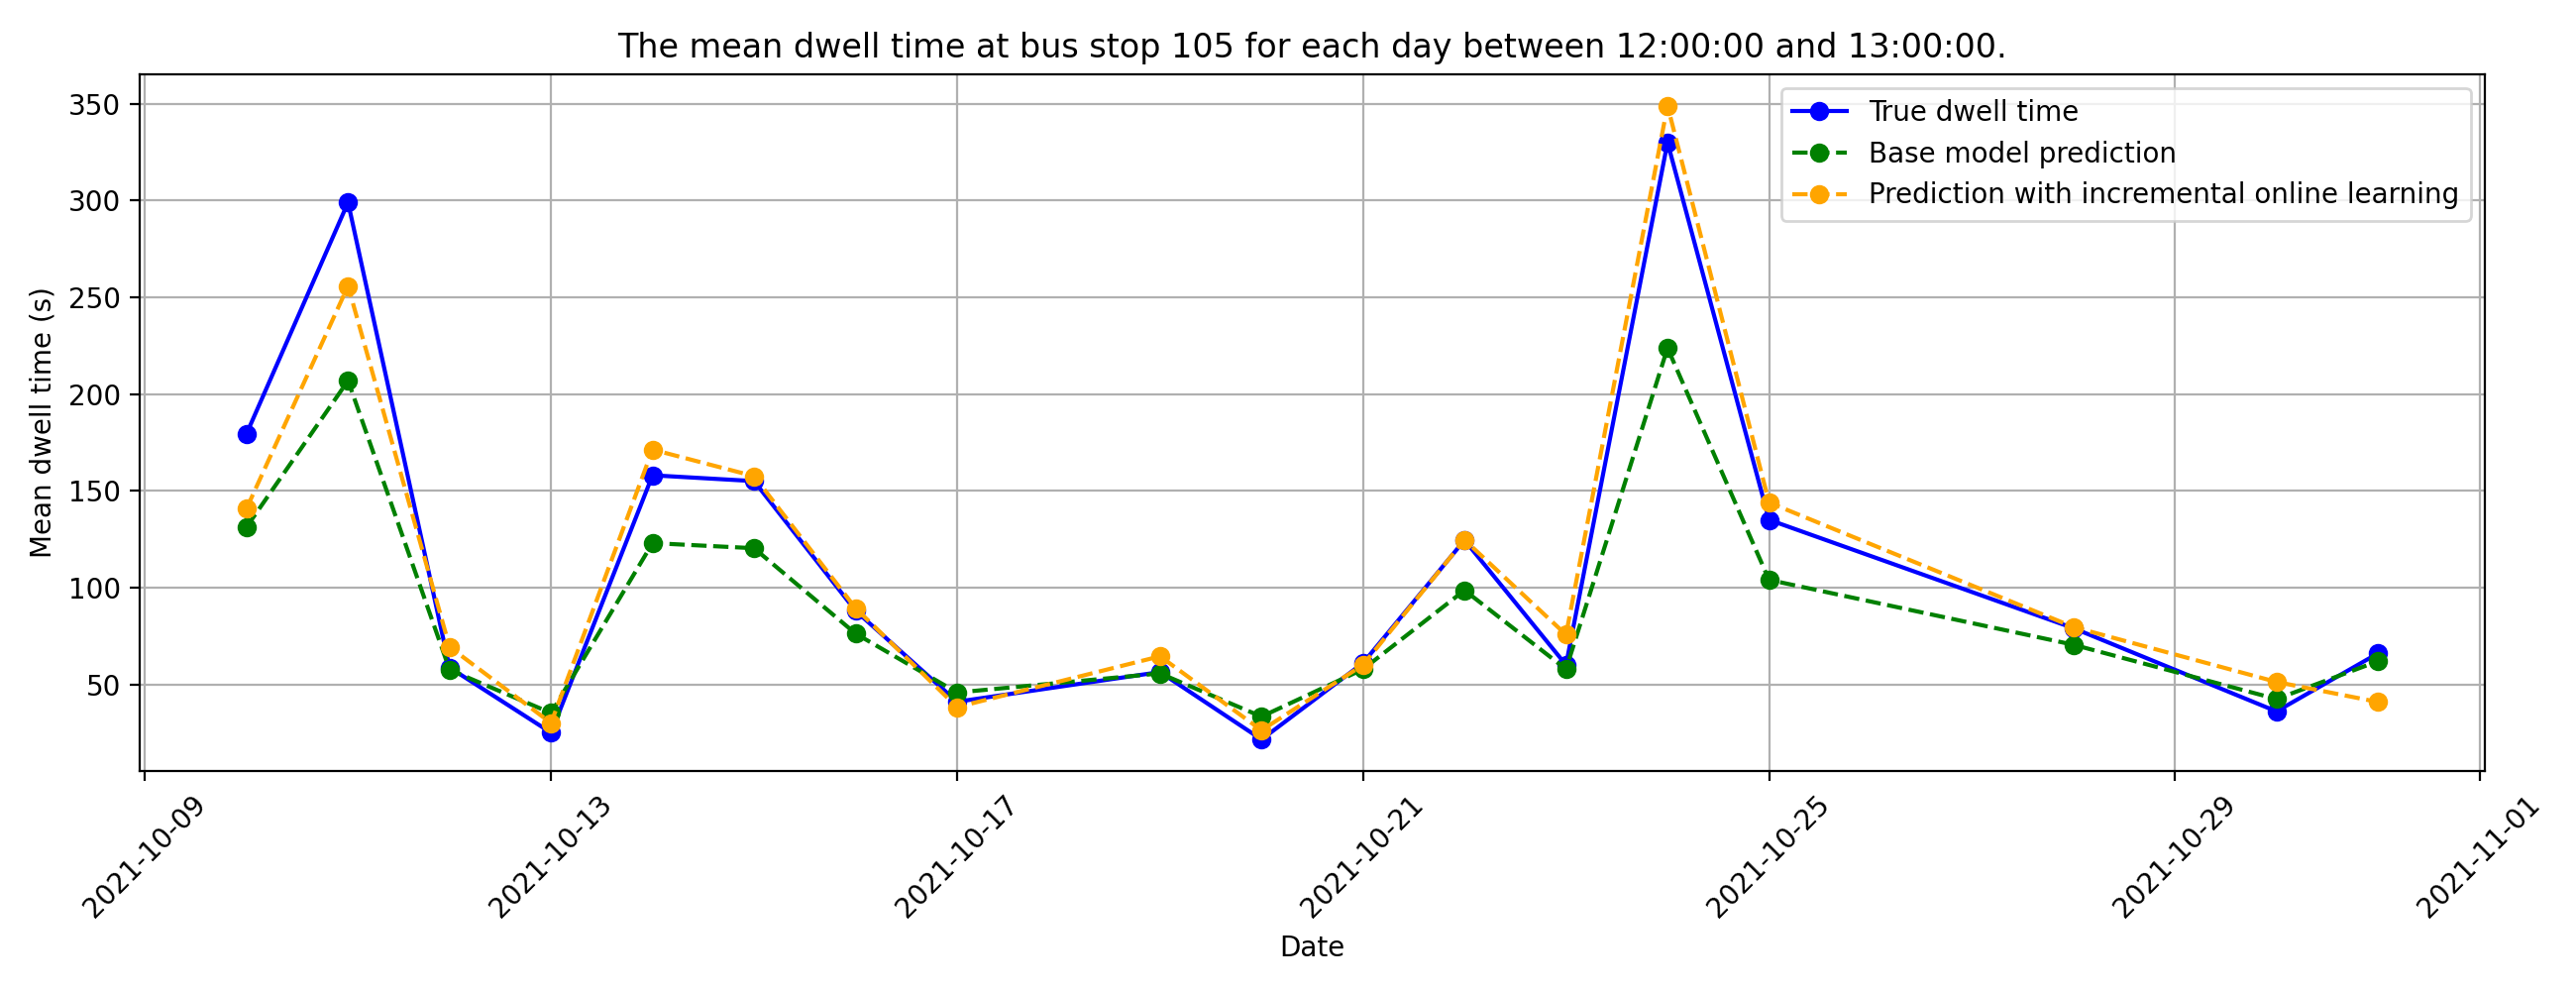 The mean dwell time at bus stop 105 for each day between 12:00:00 and 13:00:00.
350
300
250
200
150
100
50
Mean dwell time (s)
True dwell time
Base model prediction
Prediction with incremental online learning
2021-10-09
2021-10-13
2021-10-17
2021-10-21
2021-10-25
2021-10-29
2021-11-01
Date